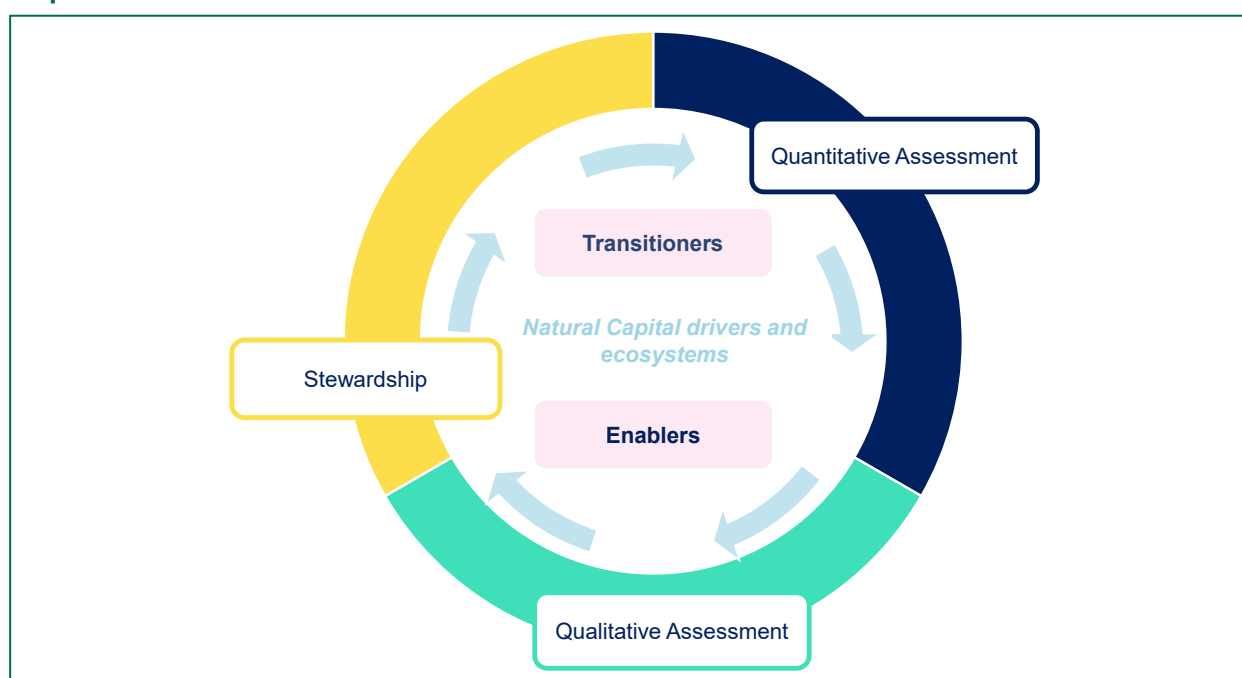 Quantitative Assessment
Transitioners
Natural Capital drivers and
ecosystems
Stewardship
Enablers
Qualitative Assessment